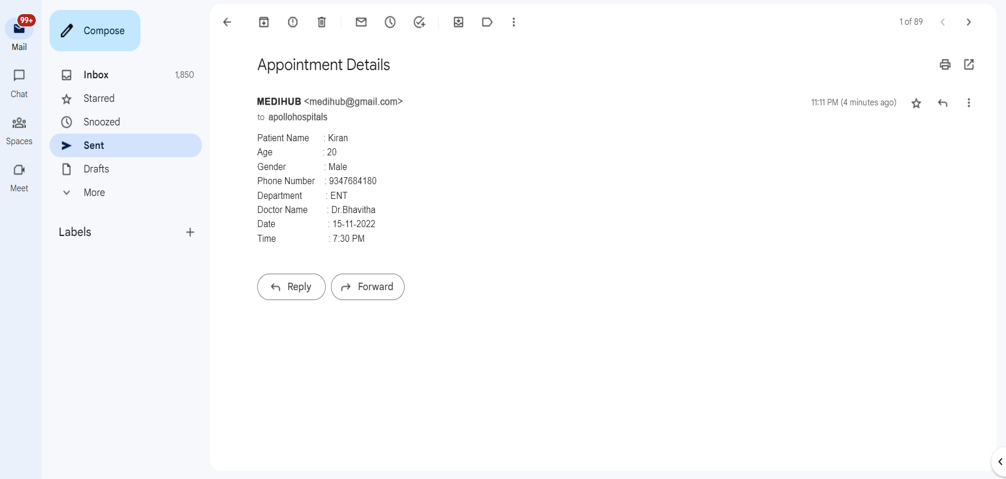 99+
Mail
Chat
Spaces
Meet
Compose
Inbox 1,850
Starred
Snoozed
Sent
Drafts
More
Labels
1 of 89
Appointment Details
MEDIHUB <medihub@gmail.com>
11:11 PM (4 minutes ago)
to apollohospitals
Patient Name : Kiran
Age : 20
Gender : Male
Phone Number : 9347684180
Department : ENT
Doctor Name : Dr.Bhavitha
Date : 15-11-2022
Time : 7:30 PM
Reply Forward